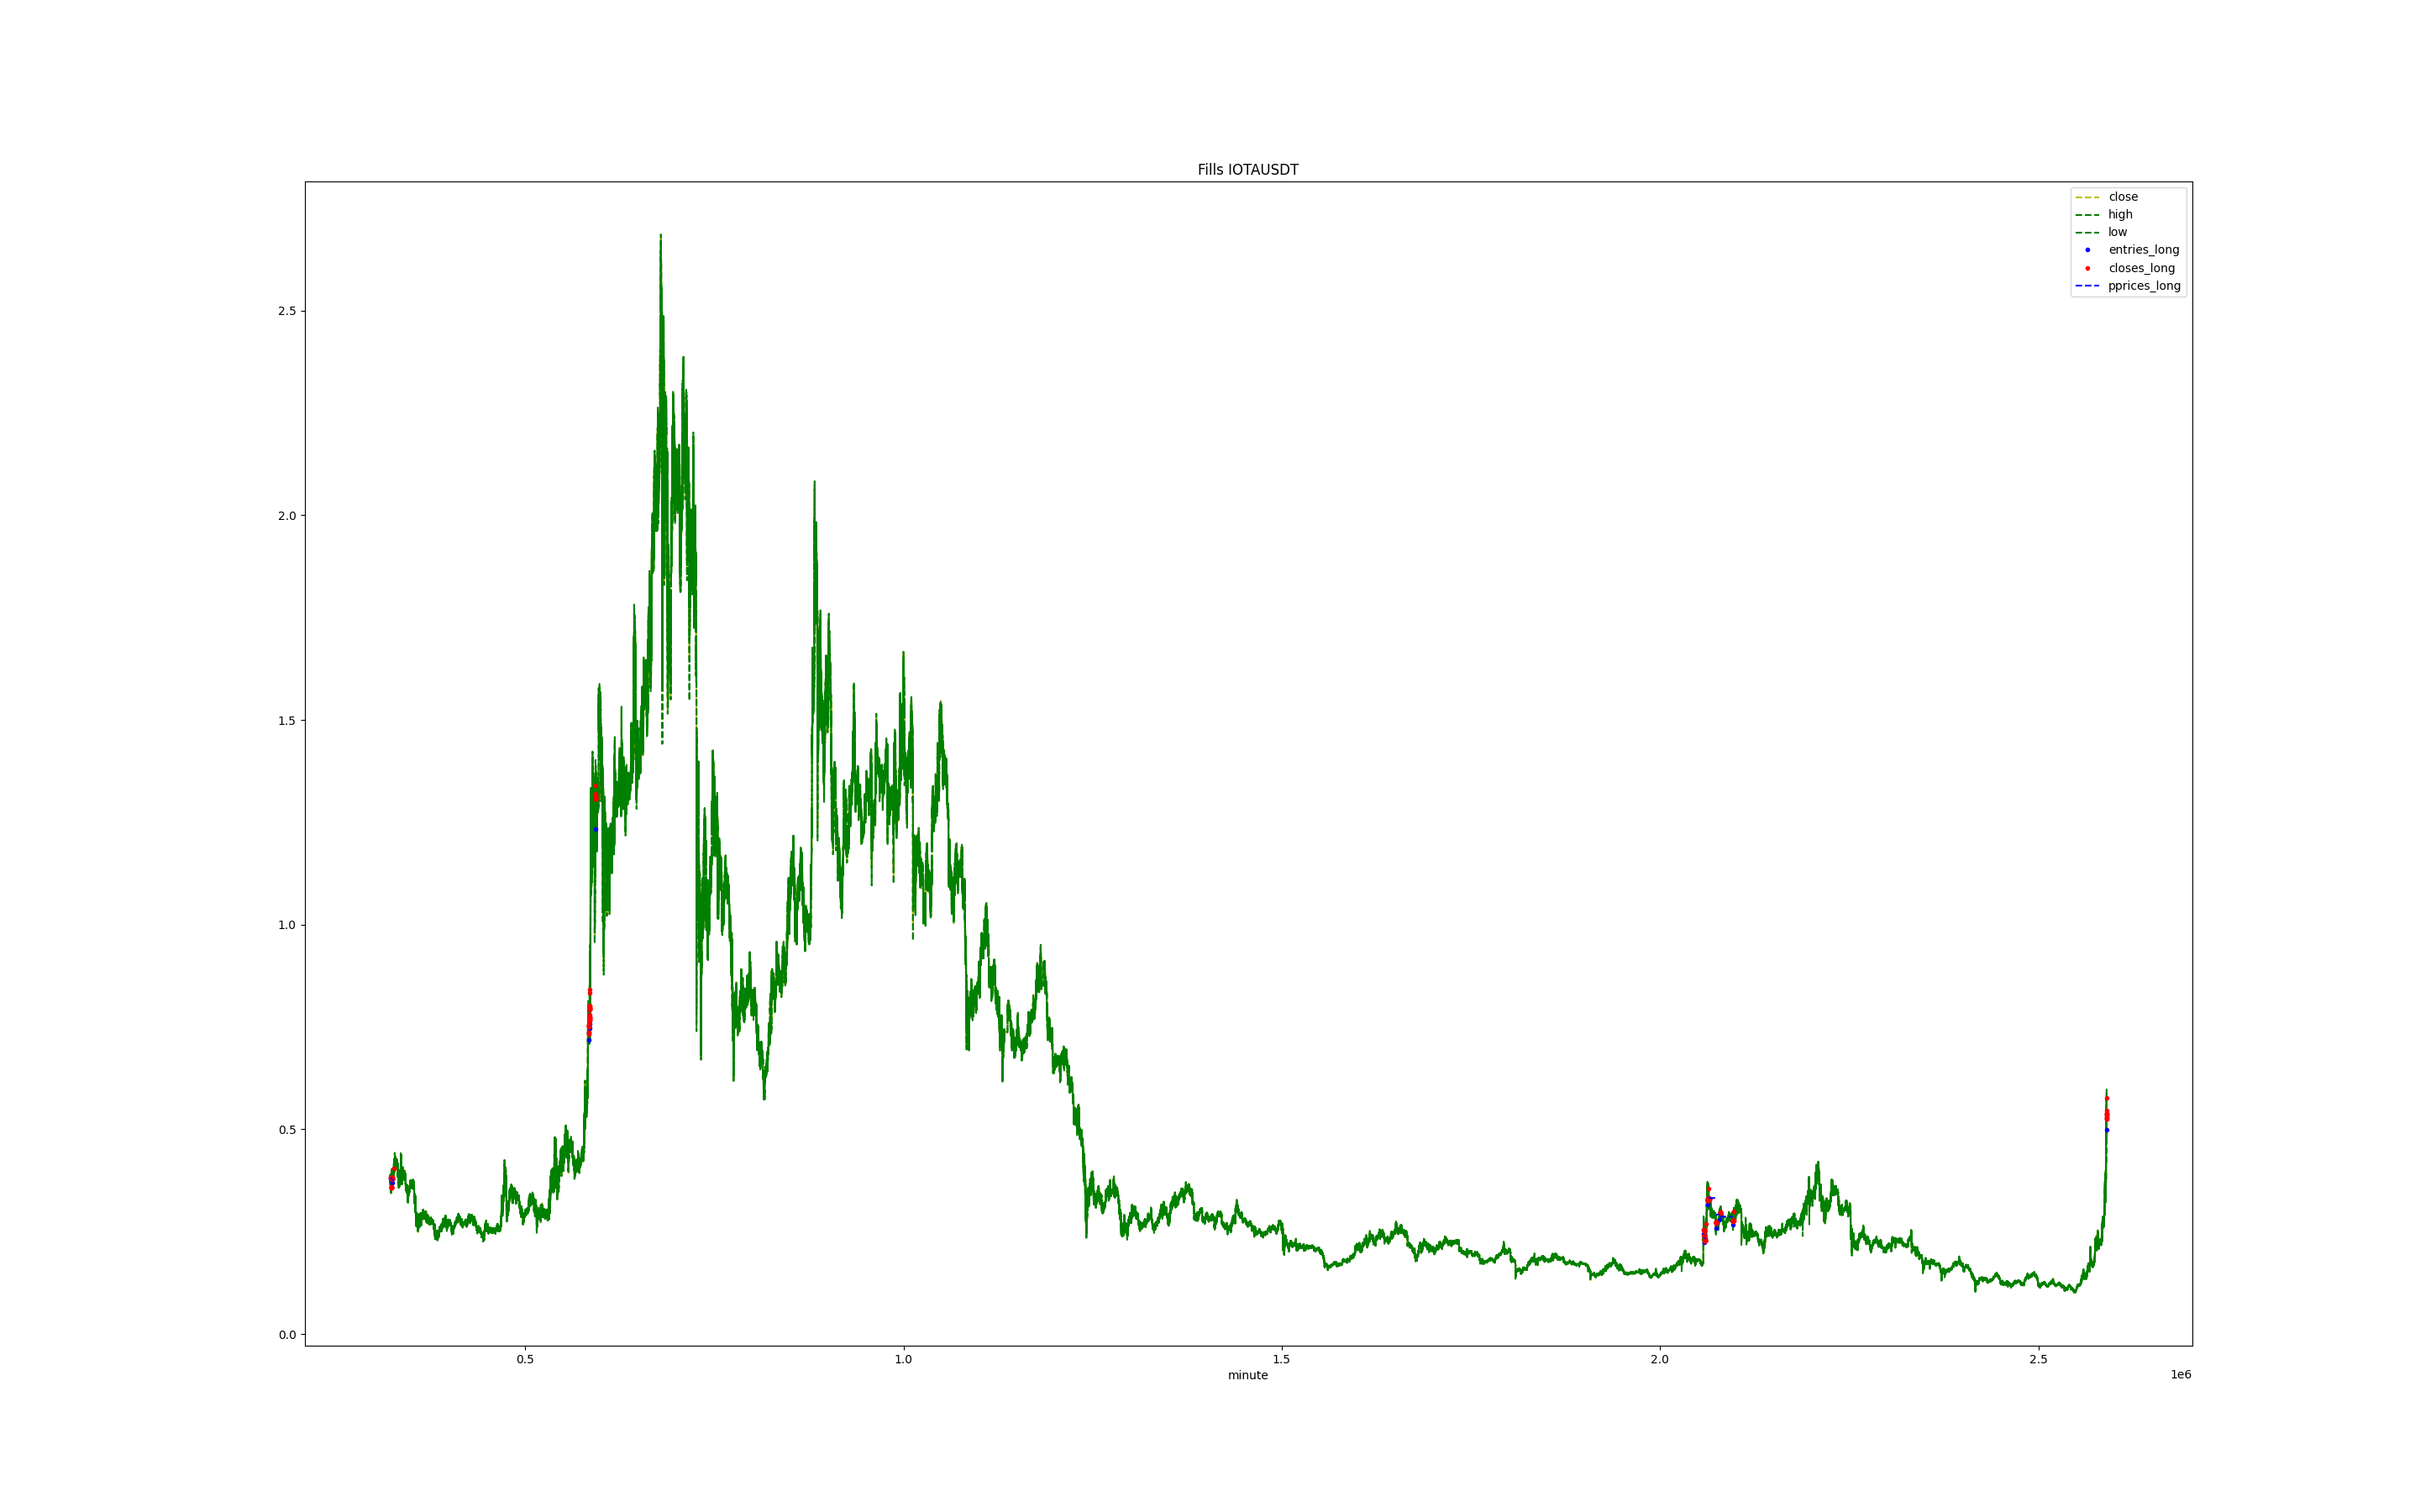 Fills IOTAUSDT
close
high
low
entries_long
closes_long
pprices_long
2.5
2.0
1.5
1.0
0.5
0.0
0.5 1.0 1.5 2.0 2.5
minute
1e6